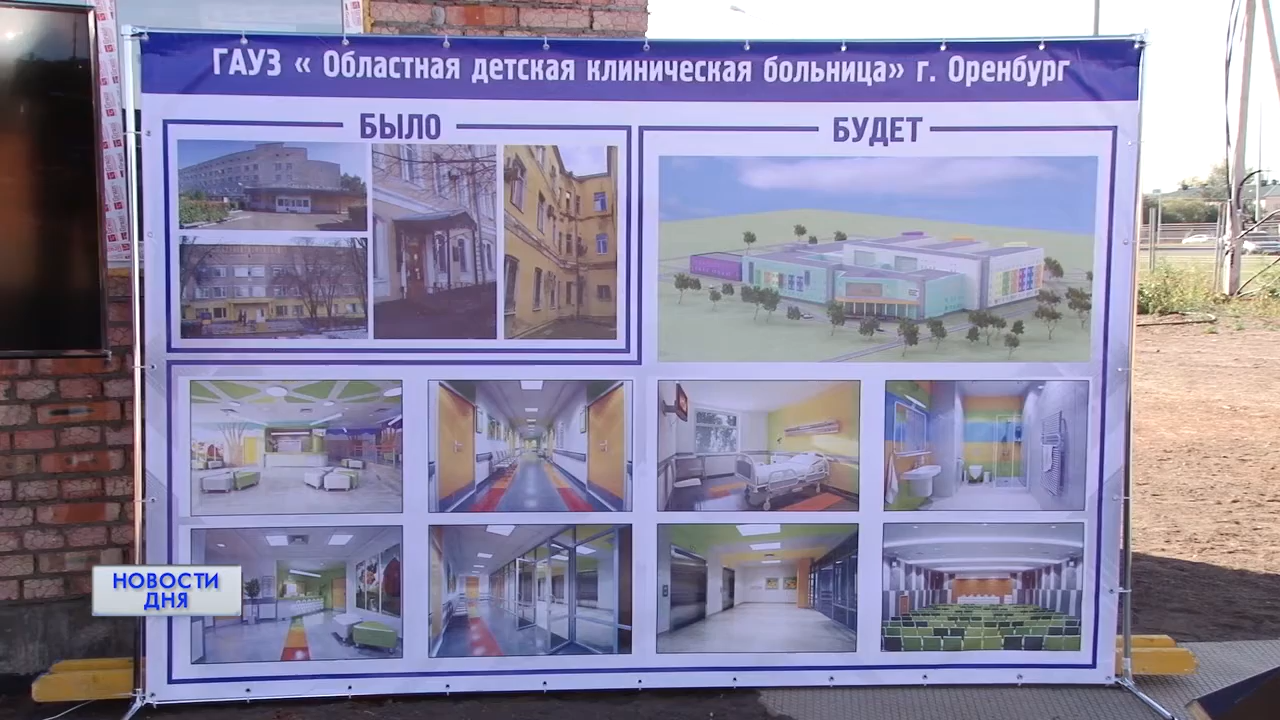 ГАУЗ « Областная детская клиническая больница» г. Оренбург
БЫЛО
БУДЕТ
НОВОСТИ
ДНЯ